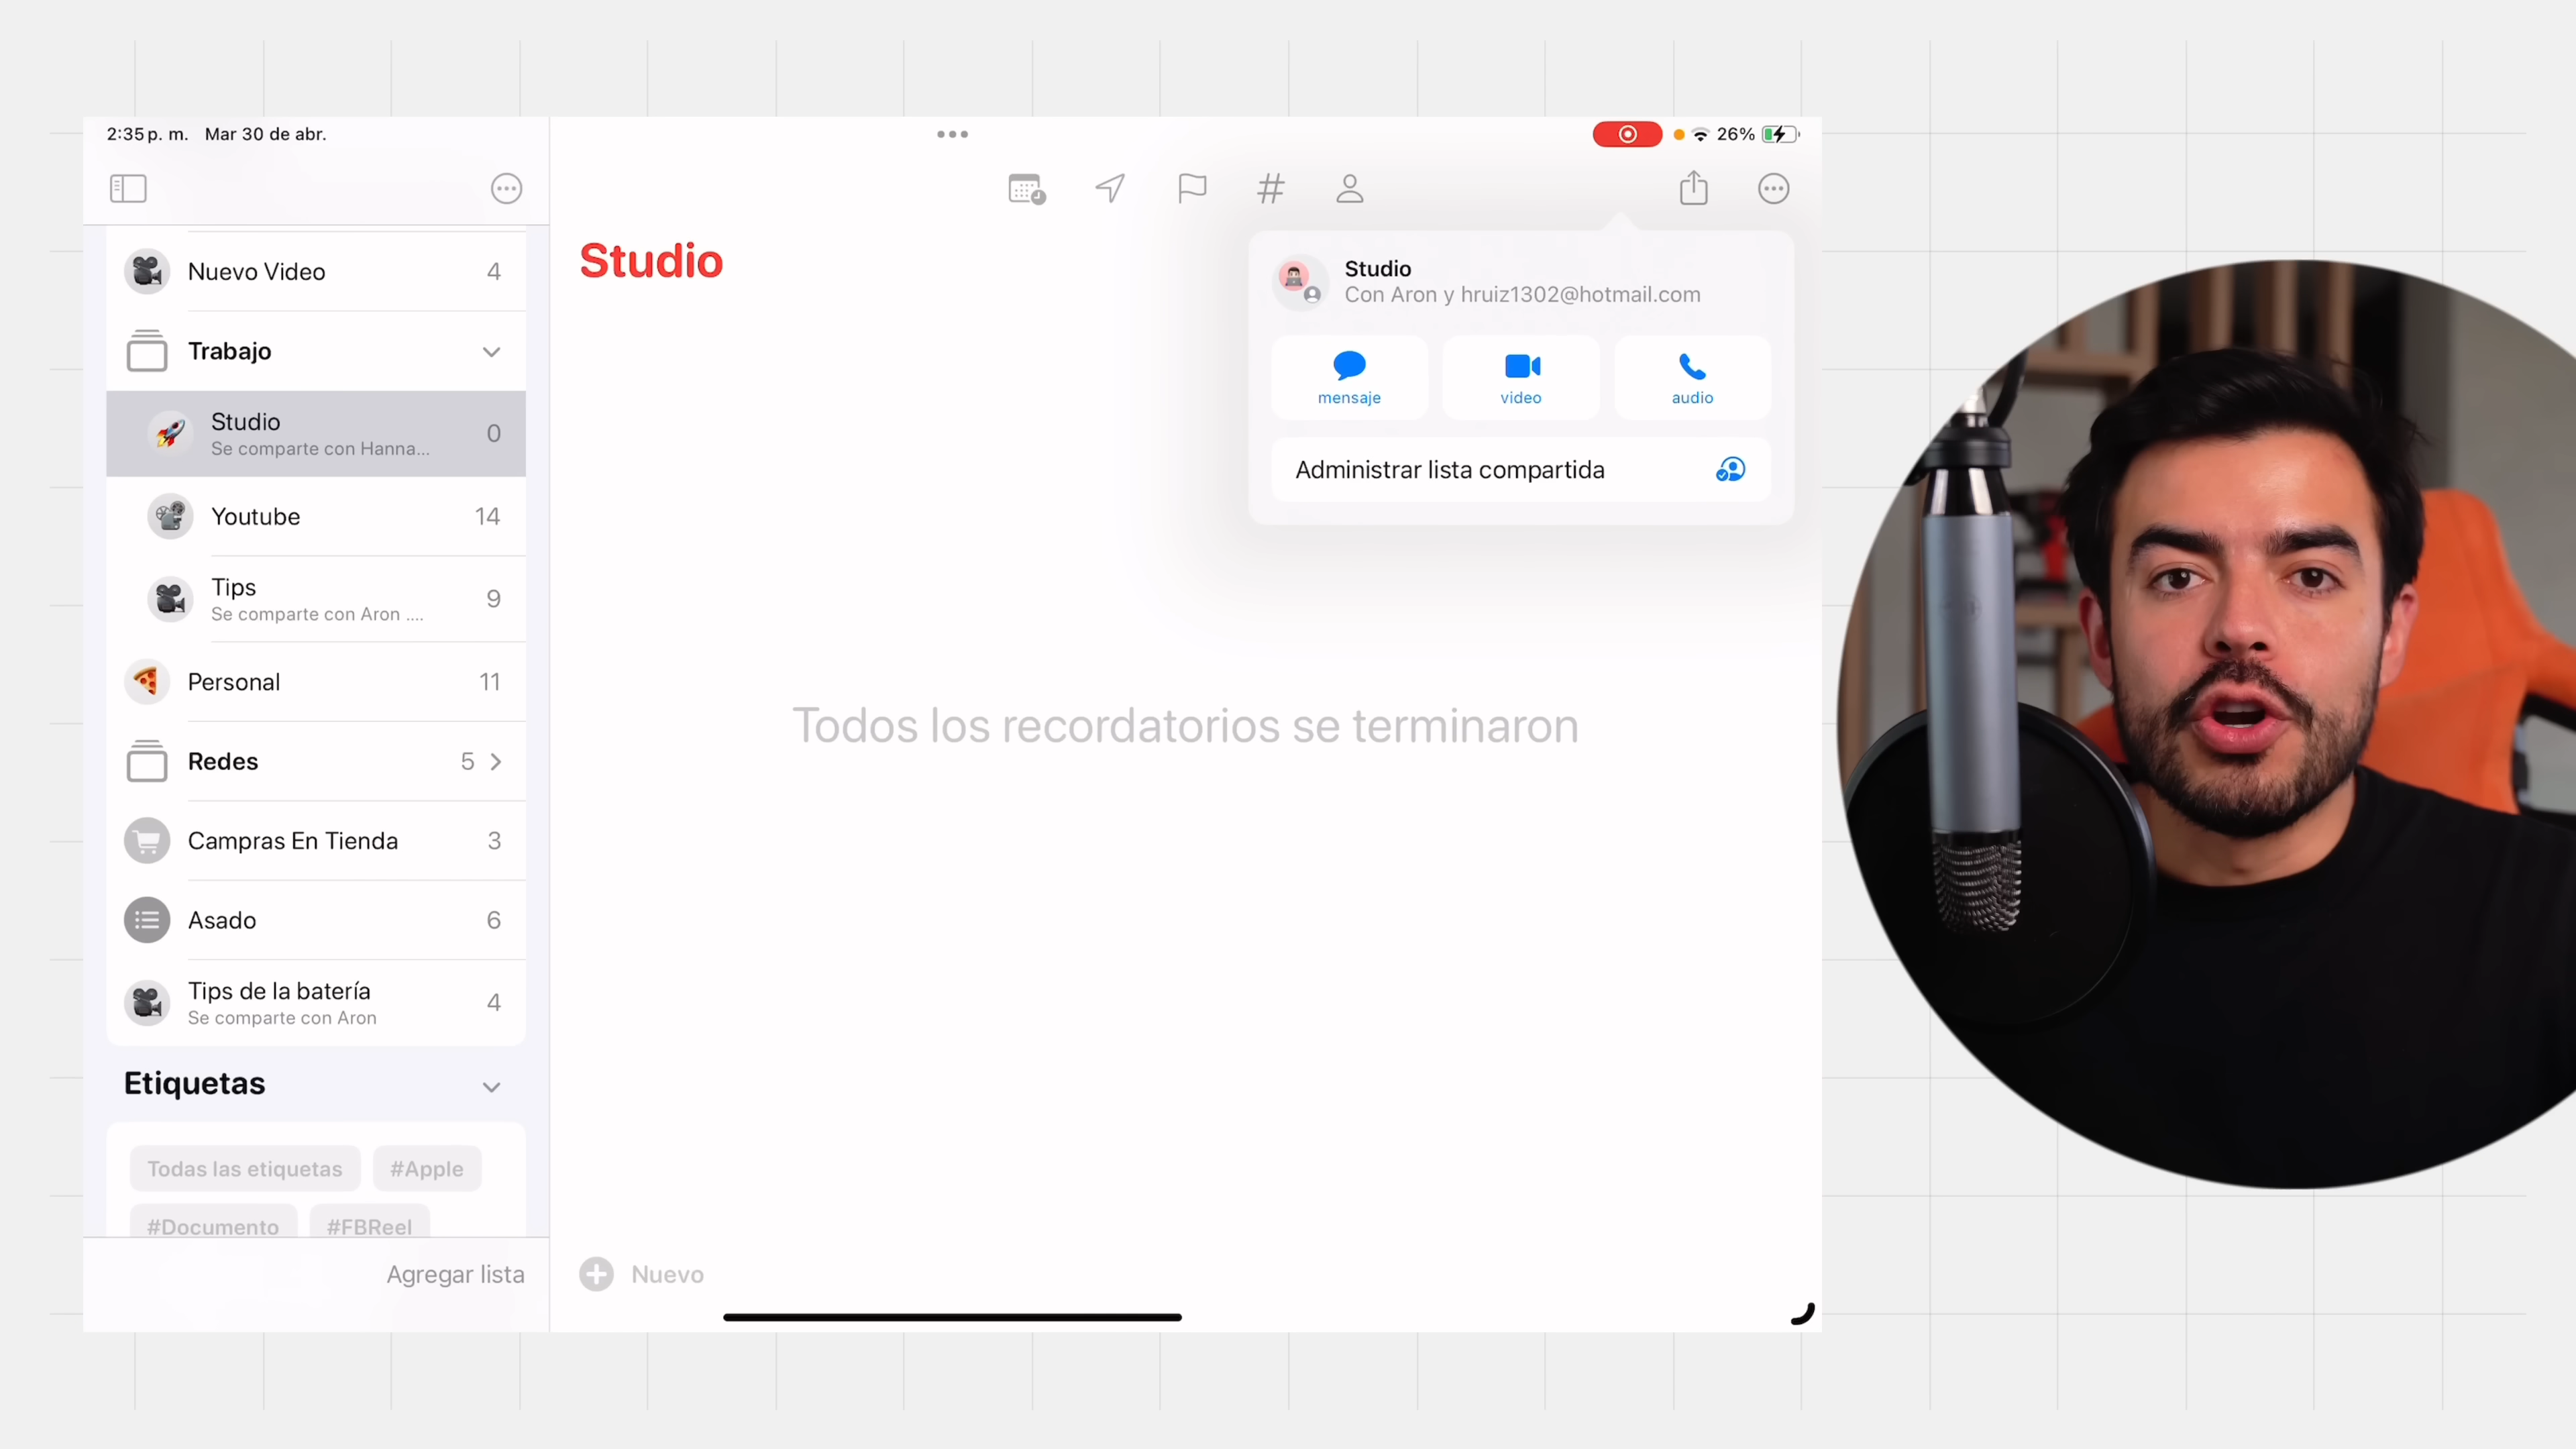 2:35 p. m. Mar 30 de abr.
26%
Nuevo Video 4
Trabajo
Studio 0
Se comparte con Hanna...
Youtube 14
Tips 9
Se comparte con Aron ....
Personal 11
Redes 5
Campras En Tienda 3
Asado 6
Tips de la batería 4
Se comparte con Aron
Etiquetas
Todas las etiquetas #Apple
#Documento #FBReel
Agregar lista
Studio
Studio
Con Aron y hruiz1302@hotmail.com
mensaje video audio
Administrar lista compartida
Todos los recordatorios se terminaron
Nuevo